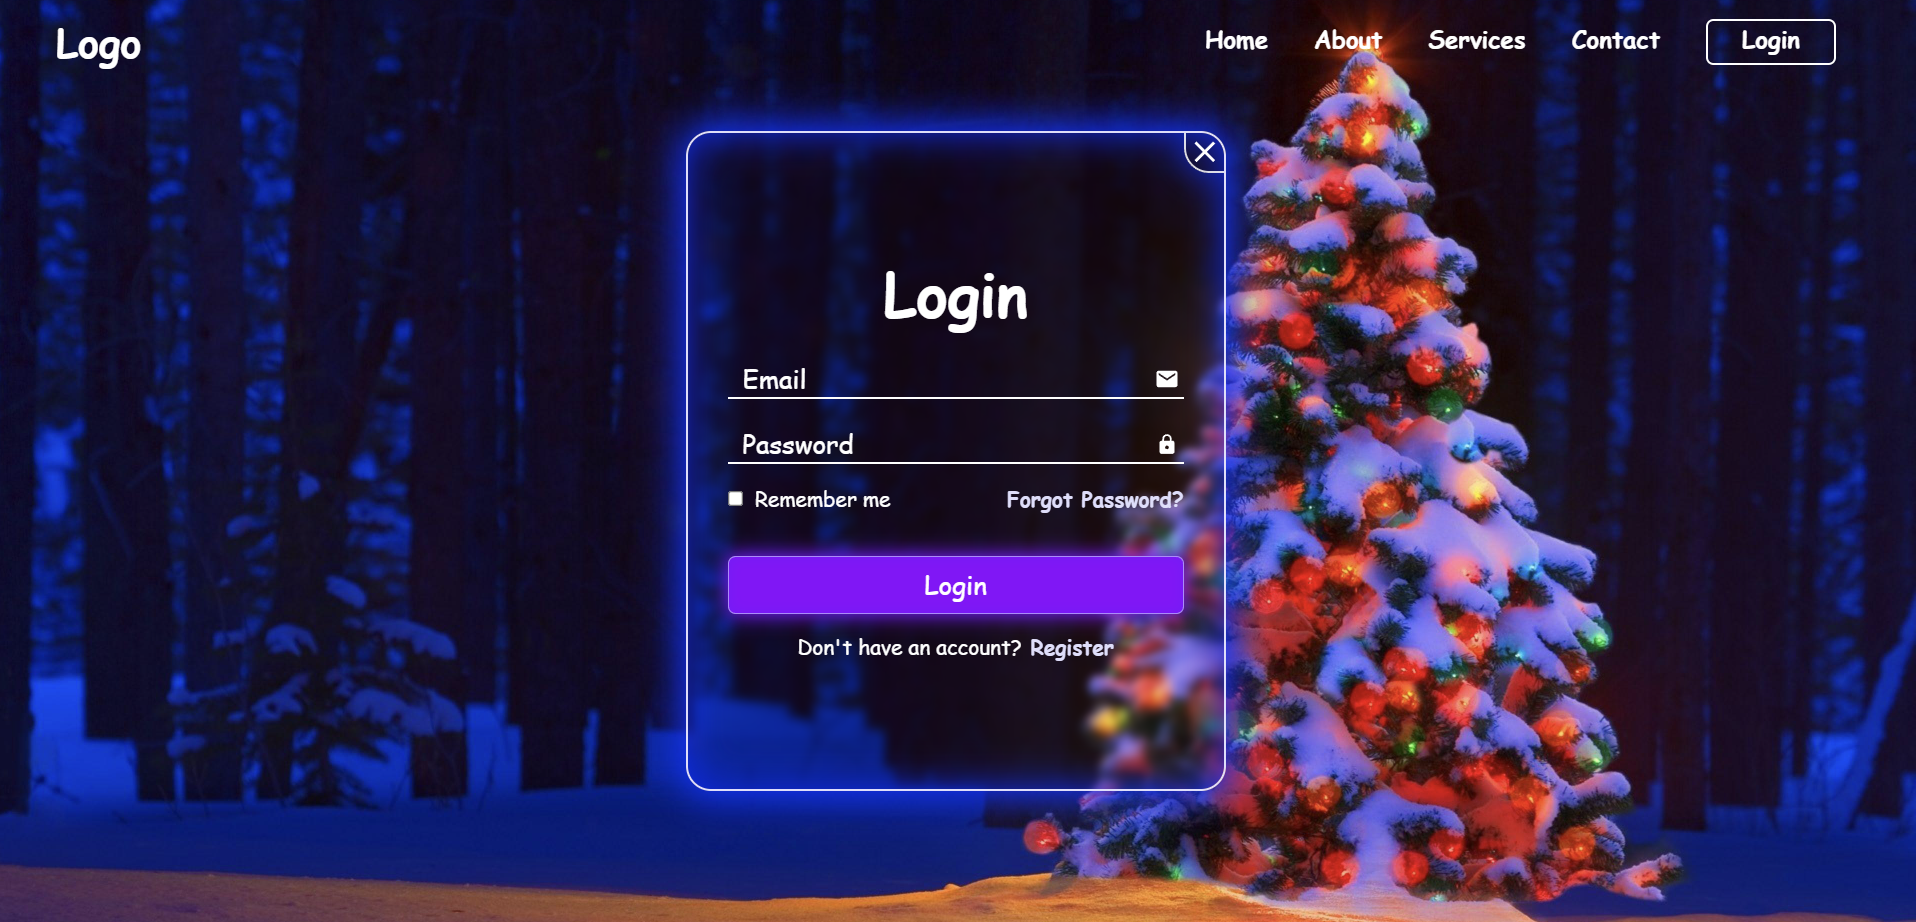 Logo
Home About Services Contact Login
Login
Email
Password
Remember me Forgot Password?
Login
Don't have an account? Register